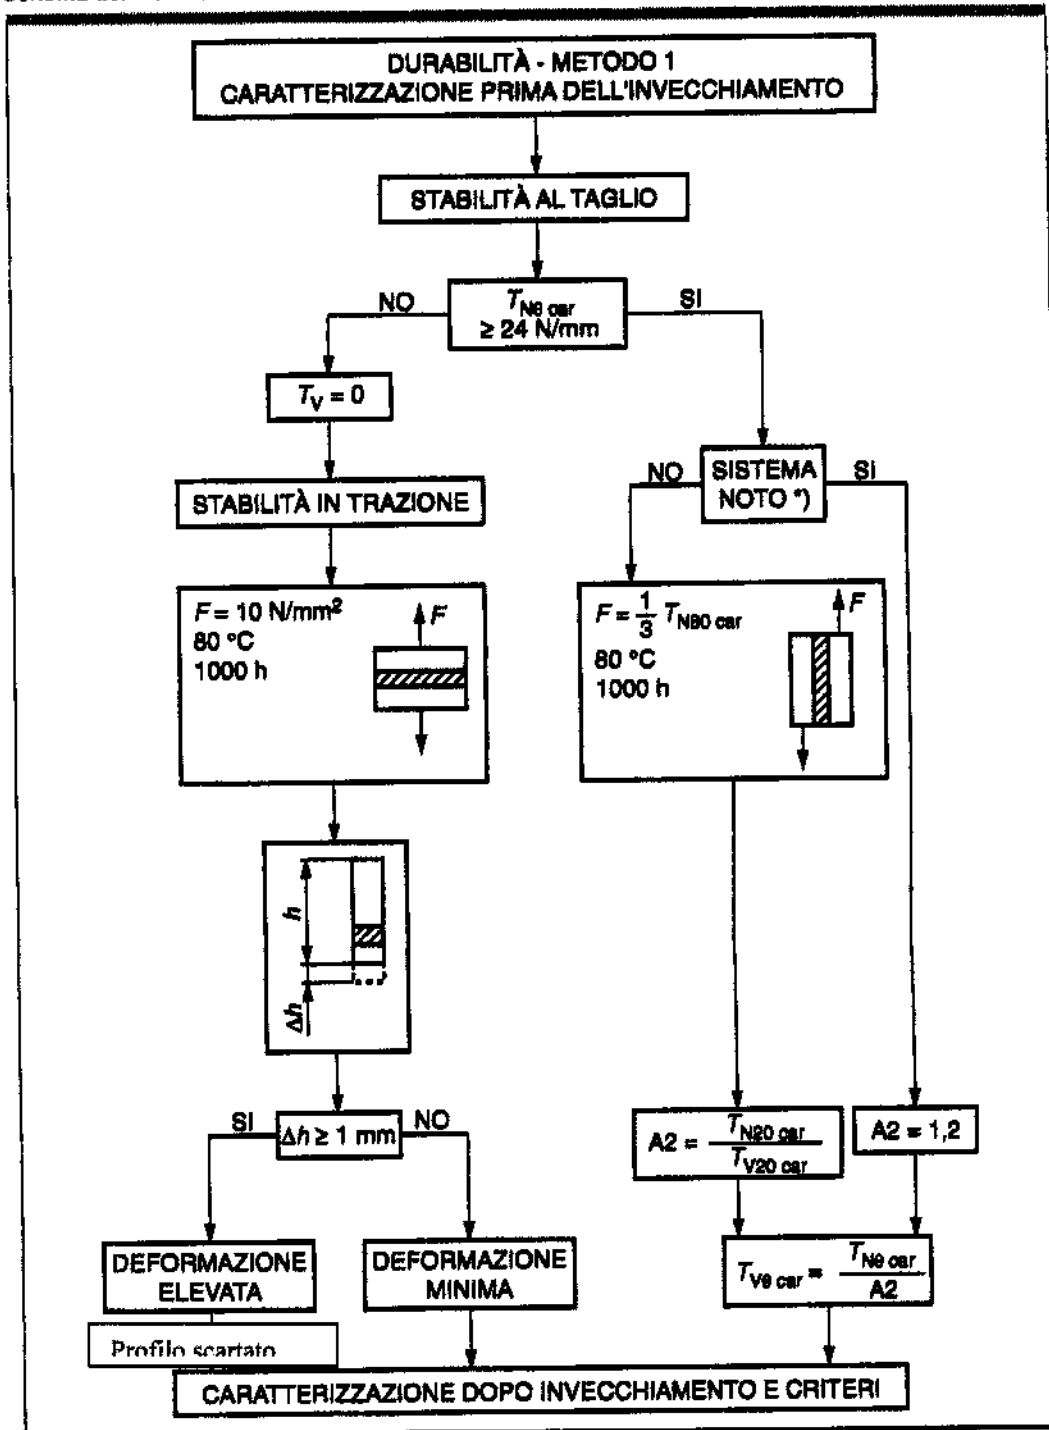 DURABILITÀ - METODO 1
CARATTERIZZAZIONE PRIMA DELL'INVECCHIAMENTO
STABILITÀ AL TAGLIO
NO
T_Nθ car
≥ 24 N/mm
SI
T_V = 0
STABILITÀ IN TRAZIONE
NO
SISTEMA
NOTO *)
SI
F = 10 N/mm²
80 °C
1000 h
F
F = 1/3 T_N80 car
80 °C
1000 h
F
h
Δh
SI
Δh ≥ 1 mm
NO
A2 = T_N20 car / T_V20 car
A2 = 1,2
DEFORMAZIONE
ELEVATA
DEFORMAZIONE
MINIMA
T_Vθ car = T_Nθ car / A2
Profilo scartato
CARATTERIZZAZIONE DOPO INVECCHIAMENTO E CRITERI